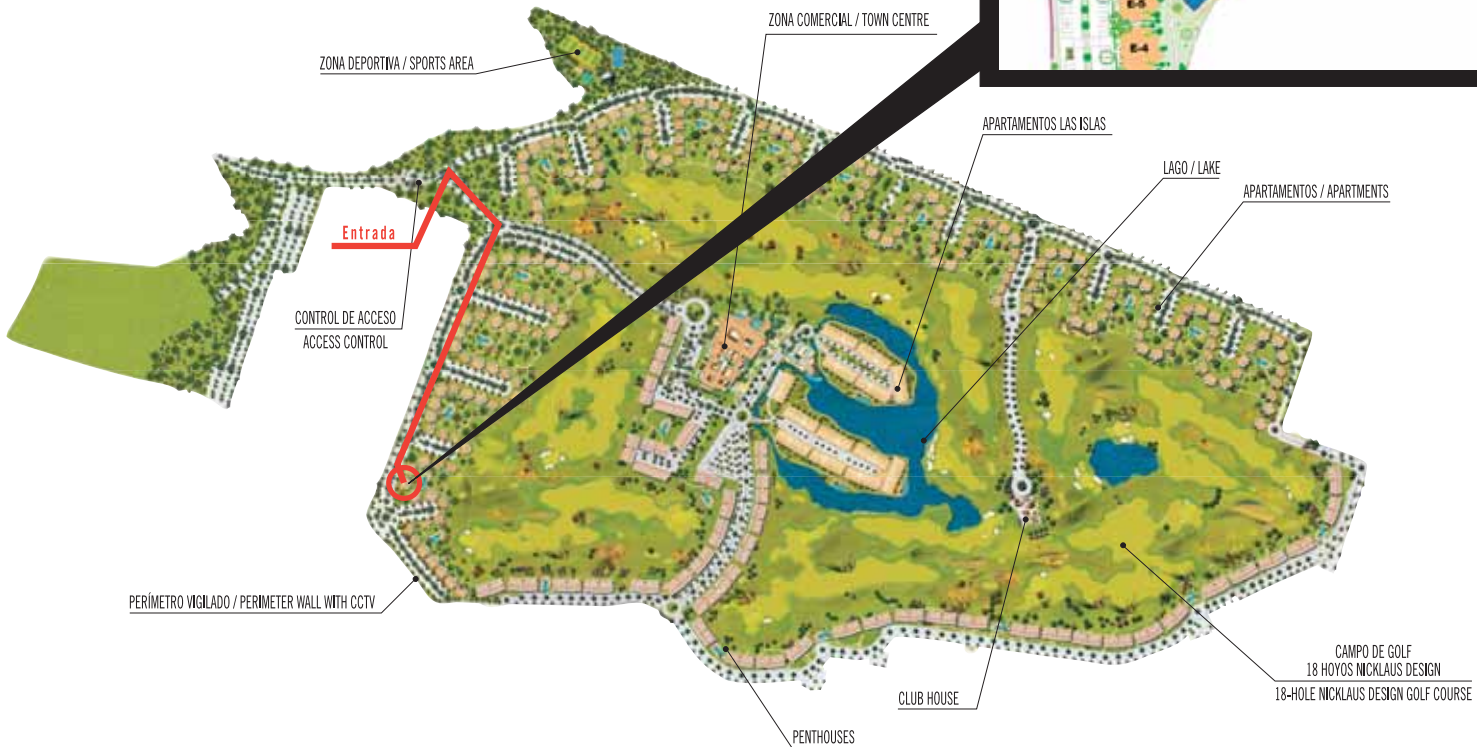 E-5
E-4
ZONA COMERCIAL / TOWN CENTRE
ZONA DEPORTIVA / SPORTS AREA
APARTAMENTOS LAS ISLAS
LAGO / LAKE
APARTAMENTOS / APARTMENTS
Entrada
CONTROL DE ACCESO
ACCESS CONTROL
PERÍMETRO VIGILADO / PERIMETER WALL WITH CCTV
CAMPO DE GOLF
18 HOYOS NICKLAUS DESIGN
18-HOLE NICKLAUS DESIGN GOLF COURSE
CLUB HOUSE
PENTHOUSES